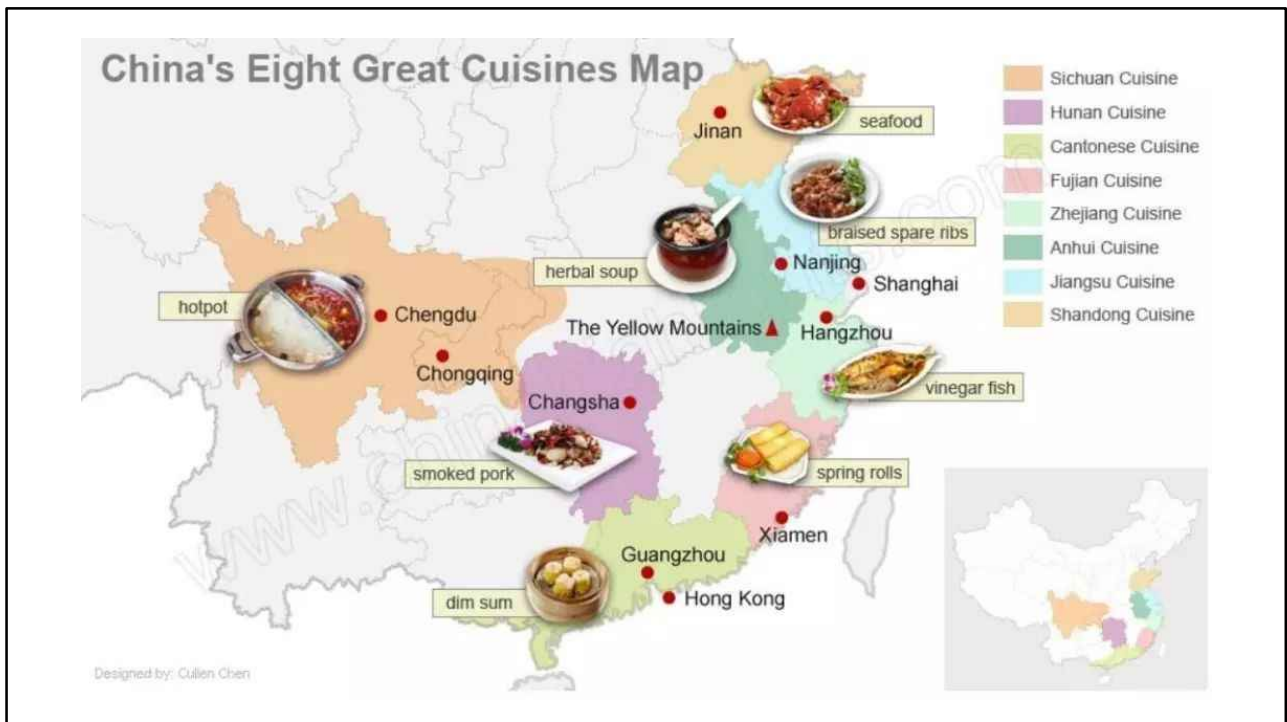 China's Eight Great Cuisines Map
Sichuan Cuisine
Hunan Cuisine
Cantonese Cuisine
Fujian Cuisine
Zhejiang Cuisine
Anhui Cuisine
Jiangsu Cuisine
Shandong Cuisine
Jinan
seafood
braised spare ribs
herbal soup
Nanjing
Shanghai
hotpot
Chengdu
The Yellow Mountains
Hangzhou
Chongqing
vinegar fish
Changsha
smoked pork
spring rolls
Xiamen
Guangzhou
dim sum
Hong Kong
Designed by: Cullen Chen